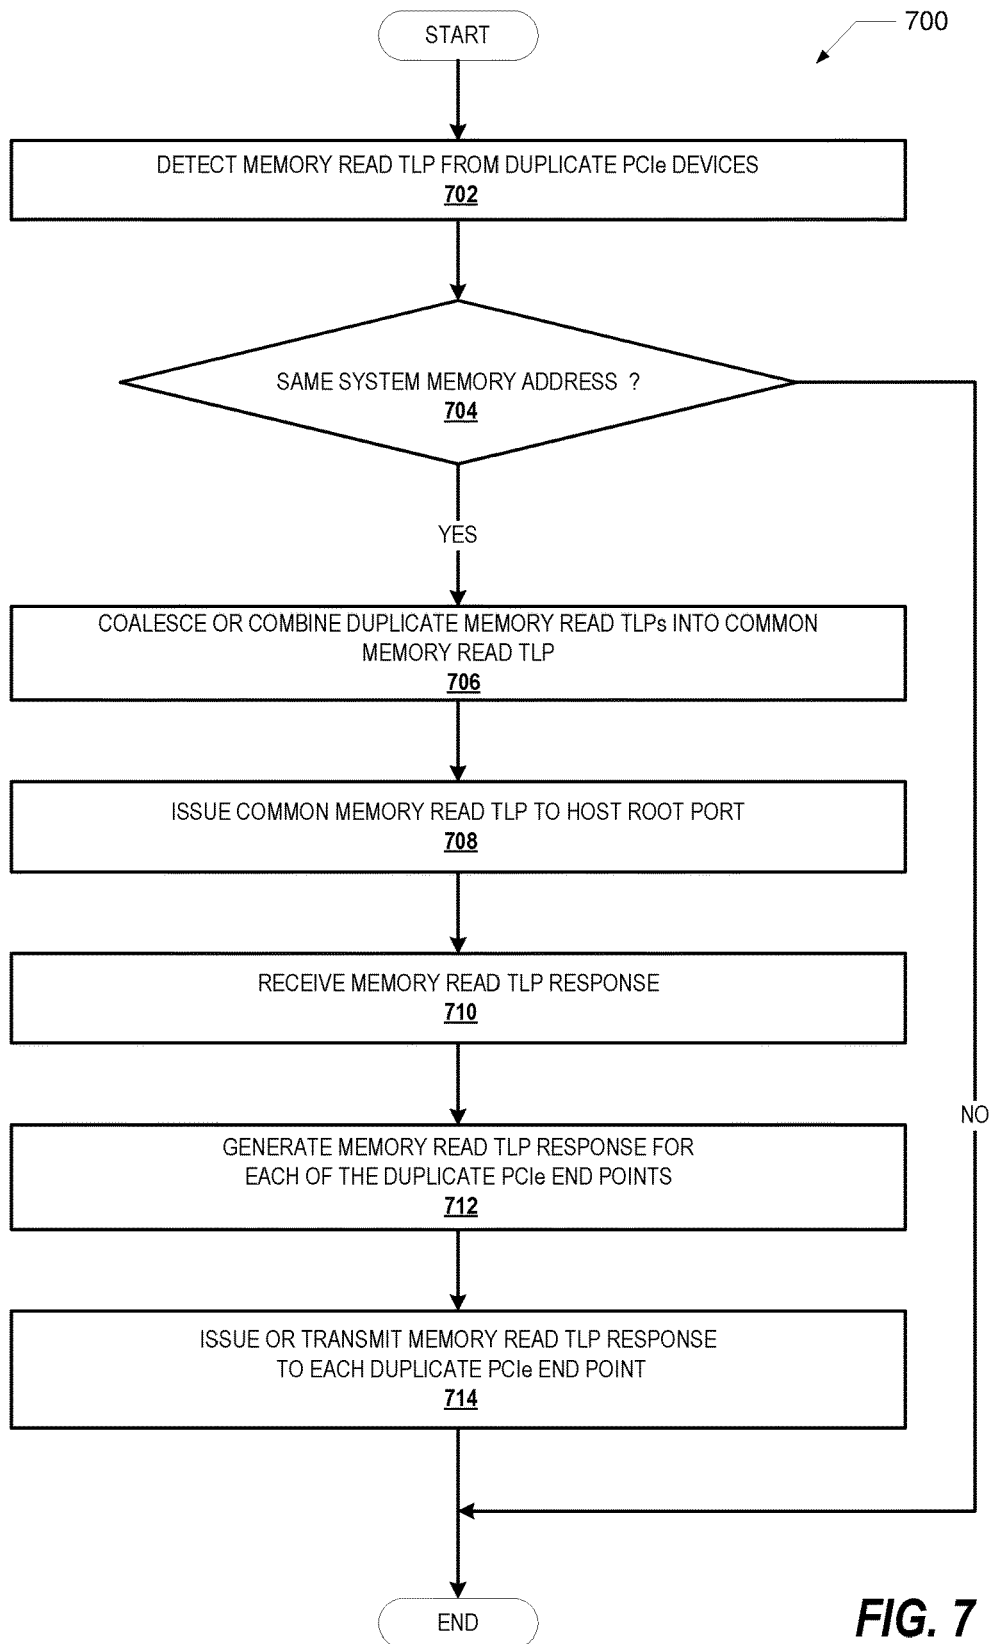 START
700
DETECT MEMORY READ TLP FROM DUPLICATE PCIe DEVICES
702
SAME SYSTEM MEMORY ADDRESS ?
704
YES
COALESCE OR COMBINE DUPLICATE MEMORY READ TLPs INTO COMMON
MEMORY READ TLP
706
ISSUE COMMON MEMORY READ TLP TO HOST ROOT PORT
708
RECEIVE MEMORY READ TLP RESPONSE
710
NO
GENERATE MEMORY READ TLP RESPONSE FOR
EACH OF THE DUPLICATE PCIe END POINTS
712
ISSUE OR TRANSMIT MEMORY READ TLP RESPONSE
TO EACH DUPLICATE PCIe END POINT
714
END
FIG. 7